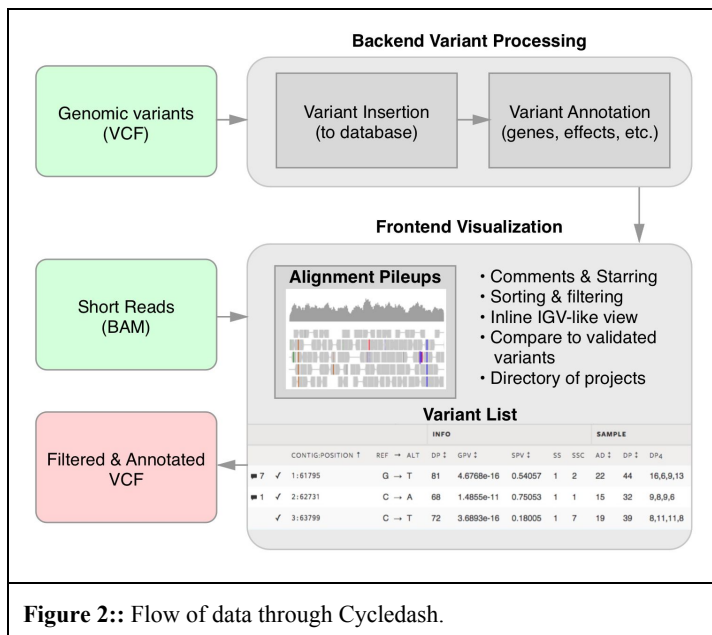 Backend Variant Processing
Genomic variants
(VCF)
Variant Insertion
(to database)
Variant Annotation
(genes, effects, etc.)
Frontend Visualization
Short Reads
(BAM)
Alignment Pileups
• Comments & Starring
• Sorting & filtering
• Inline IGV-like view
• Compare to validated
variants
• Directory of projects
Filtered & Annotated
VCF
Variant List
INFO SAMPLE
CONTIG:POSITION ↑ REF → ALT DP ↕ GPV ↕ SPV ↕ SS SSC AD ↕ DP ↕ DP4
7 ✓ 1:61795 G → T 81 4.6768e-16 0.54057 1 2 22 44 16,6,9,13
1 ✓ 2:62731 C → A 68 1.4855e-11 0.75053 1 1 15 32 9,8,9,6
✓ 3:63799 C → T 72 3.6893e-16 0.18005 1 7 19 39 8,11,11,8
Figure 2:: Flow of data through Cycledash.